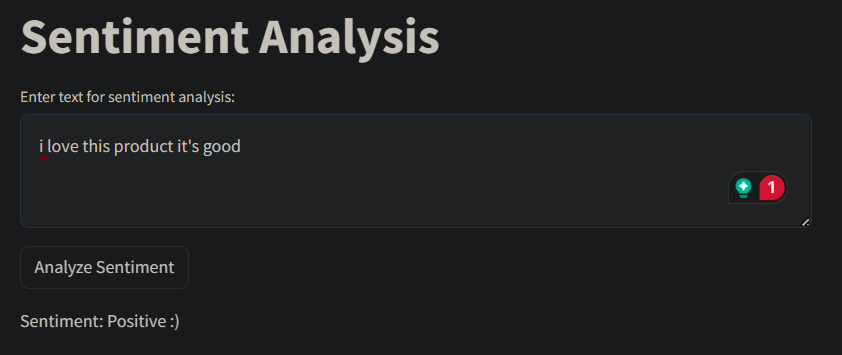 Sentiment Analysis
Enter text for sentiment analysis:
i love this product it's good
1
Analyze Sentiment
Sentiment: Positive :)